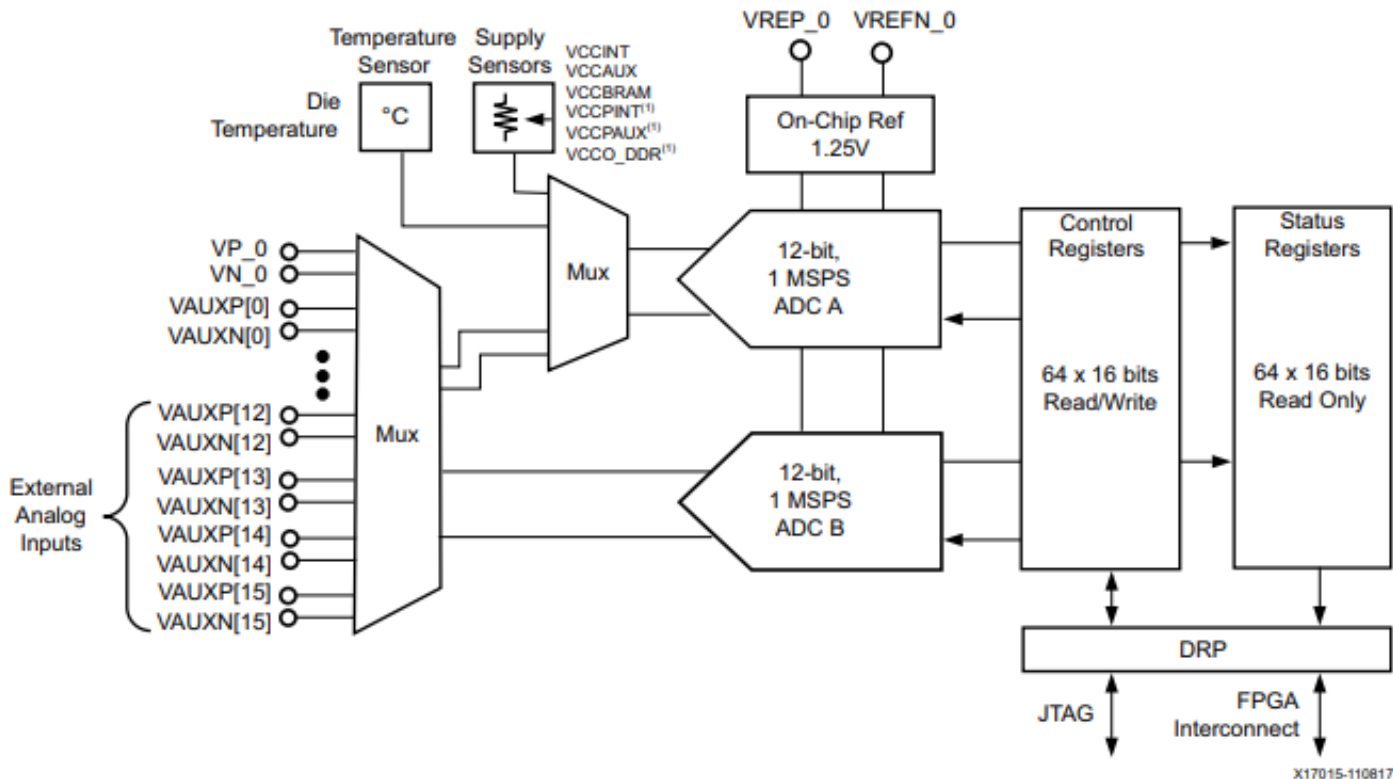 VREP_0
VREFN_0
Temperature
Sensor
Supply
Sensors
VCCINT
VCCAUX
VCCBRAM
VCCPINT(1)
VCCPAUX(1)
VCCO_DDR(1)
Die
Temperature
°C
On-Chip Ref
1.25V
Control
Registers
Status
Registers
VP_0
VN_0
VAUXP[0]
VAUXN[0]
Mux
12-bit,
1 MSPS
ADC A
64 x 16 bits
Read/Write
64 x 16 bits
Read Only
External
Analog
Inputs
VAUXP[12]
VAUXN[12]
VAUXP[13]
VAUXN[13]
VAUXP[14]
VAUXN[14]
VAUXP[15]
VAUXN[15]
Mux
12-bit,
1 MSPS
ADC B
DRP
JTAG
FPGA
Interconnect
X17015-110817